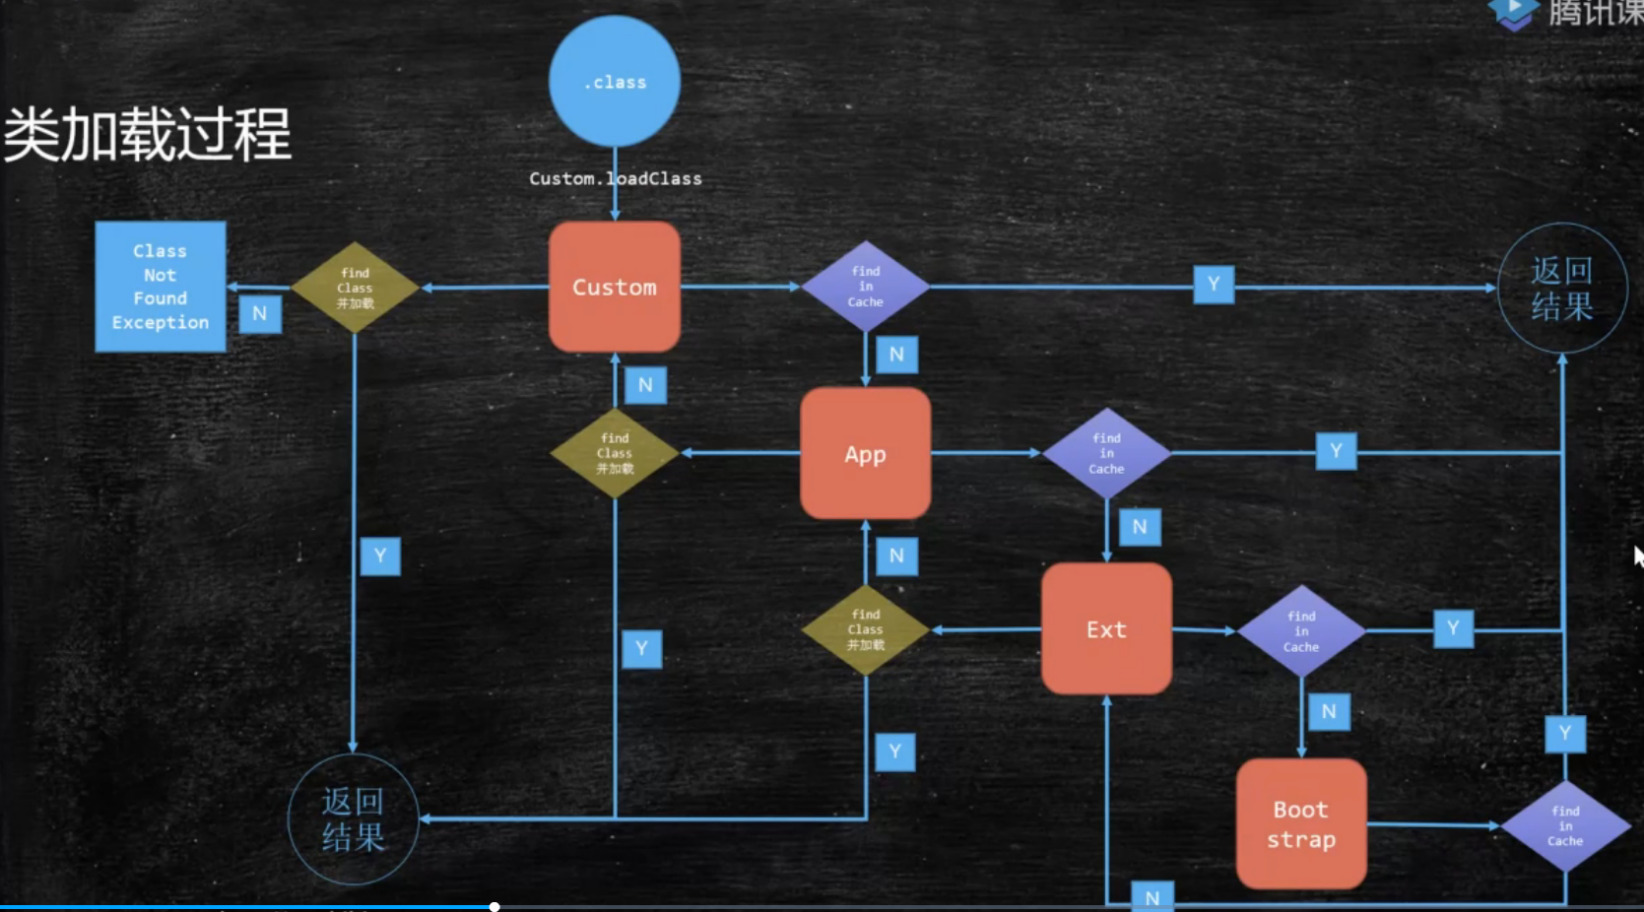 腾讯课
.class
类加载过程
Custom.loadClass
Class
Not
Found
Exception
N
find
Class
并加载
Custom
find
in
Cache
Y
返回
结果
N
N
find
Class
并加载
App
find
in
Cache
Y
Y
N
N
find
Class
并加载
Ext
find
in
Cache
Y
Y
N
Y
Y
返回
结果
Boot
strap
find
in
Cache
N